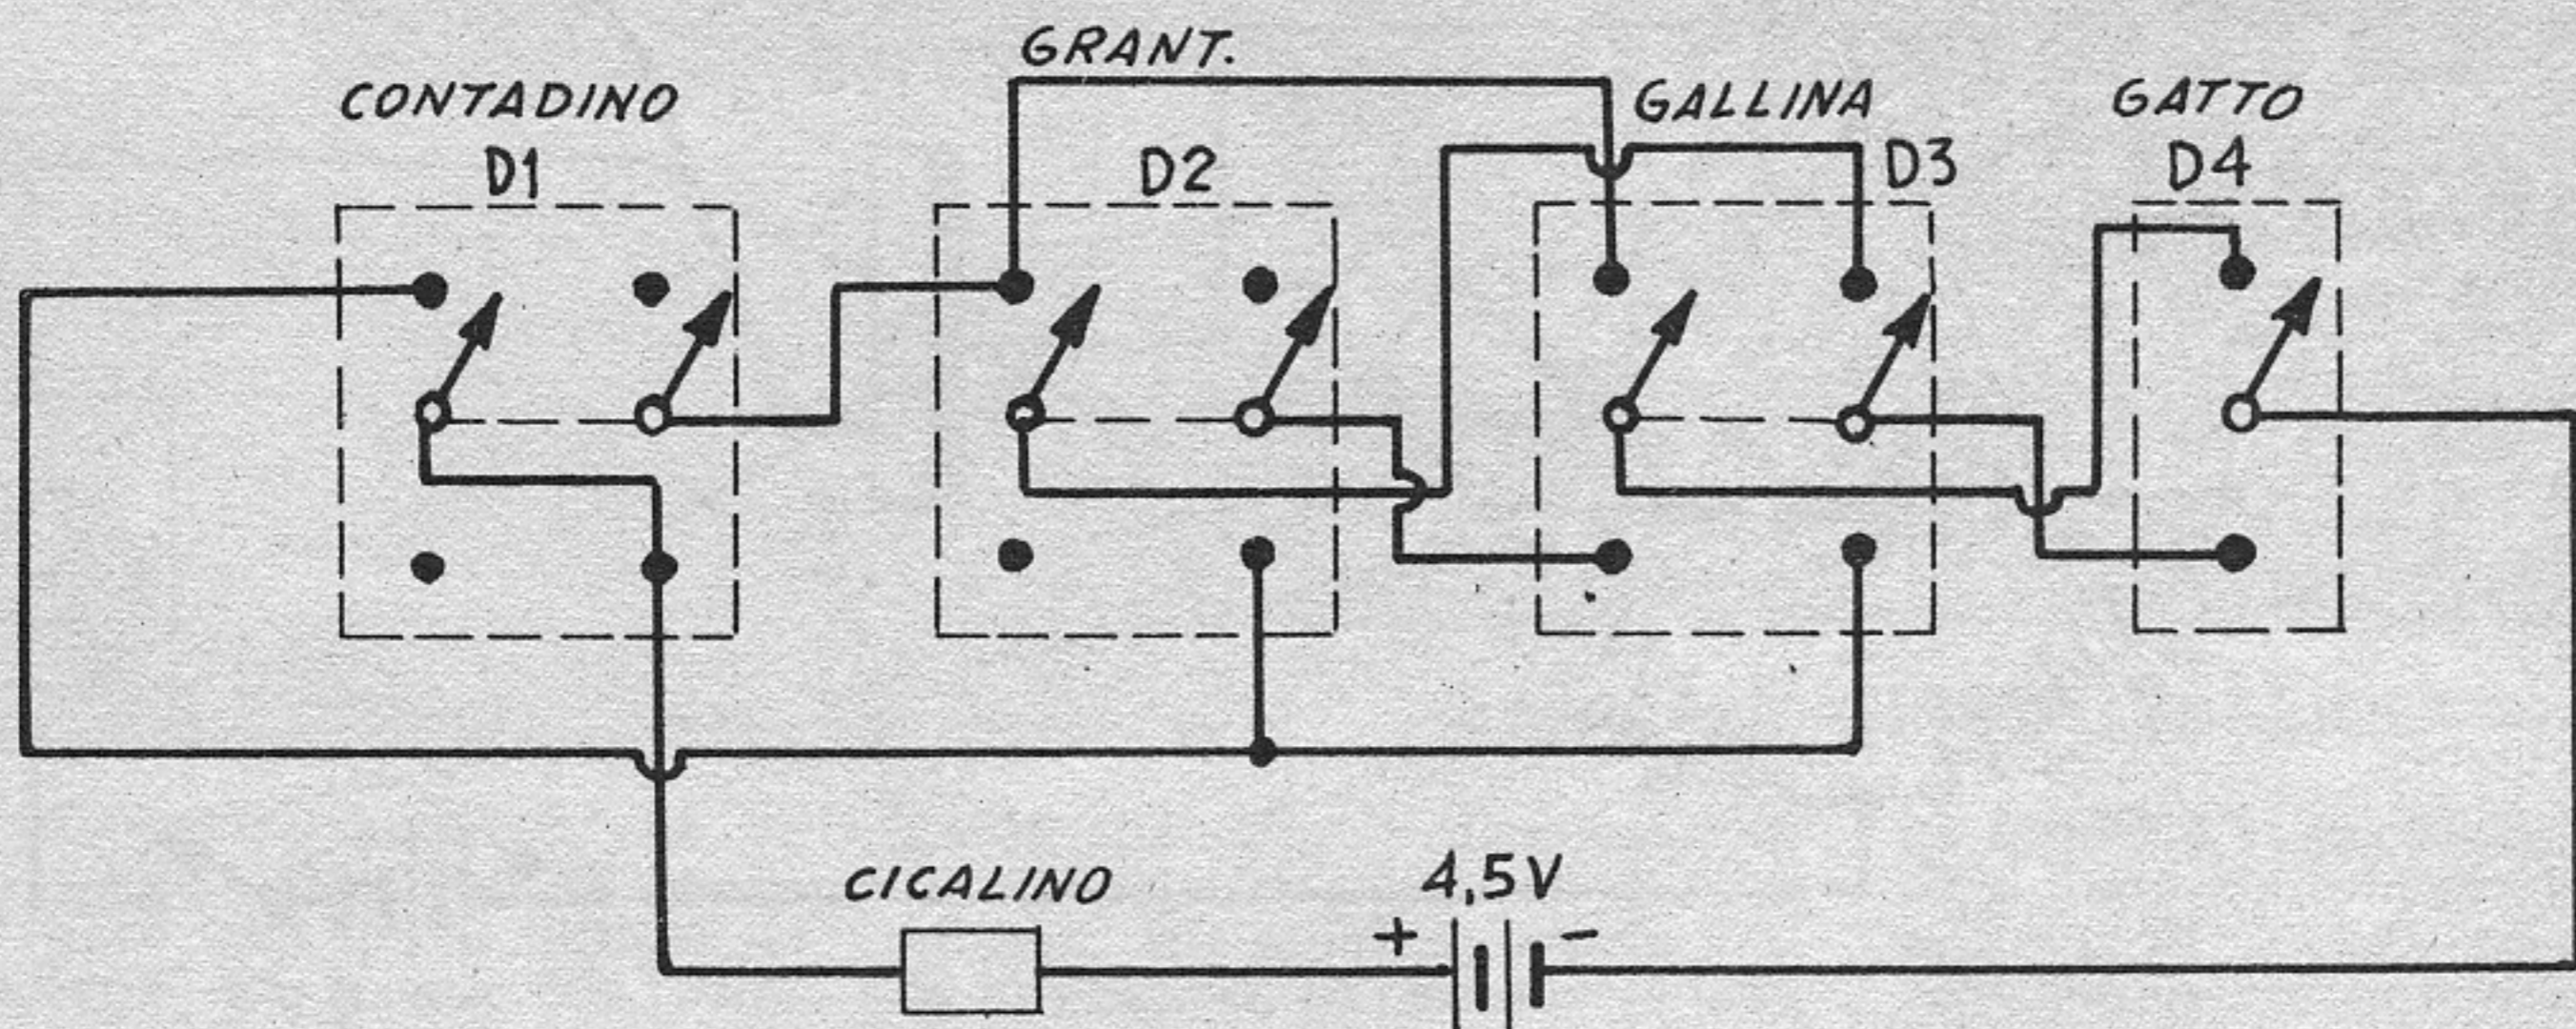 GRANT.
CONTADINO
GALLINA
GATTO
D1
D2
D3
D4
CICALINO
4,5V
+ -